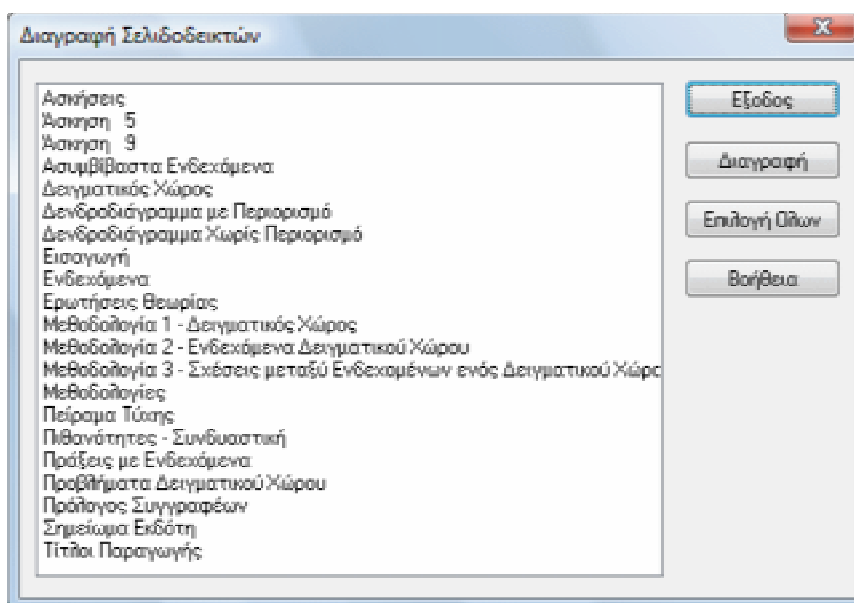 Διαγραφή Σελιδοδεικτών
Ασκήσεις
Άσκηση 5
Άσκηση 9
Ασυμβίβαστα Ενδεχόμενα
Δειγματικός Χώρος
Δενδροδιάγραμμα με Περιορισμό
Δενδροδιάγραμμα Χωρίς Περιορισμό
Εισαγωγή
Ενδεχόμενα
Ερωτήσεις Θεωρίας
Μεθοδολογία 1 - Δειγματικός Χώρος
Μεθοδολογία 2 - Ενδεχόμενα Δειγματικού Χώρου
Μεθοδολογία 3 - Σχέσεις μεταξύ Ενδεχομένων ενός Δειγματικού Χώρο
Μεθοδολογίες
Πείραμα Τύχης
Πιθανότητες - Συνδυαστική
Πράξεις με Ενδεχόμενα
Προβλήματα Δειγματικού Χώρου
Πρόλογος Συγγραφέων
Σημείωμα Εκδότη
Τίτλοι Παραγωγής
Εξοδος
Διαγραφή
Επιλογή Ολων
Βοήθεια